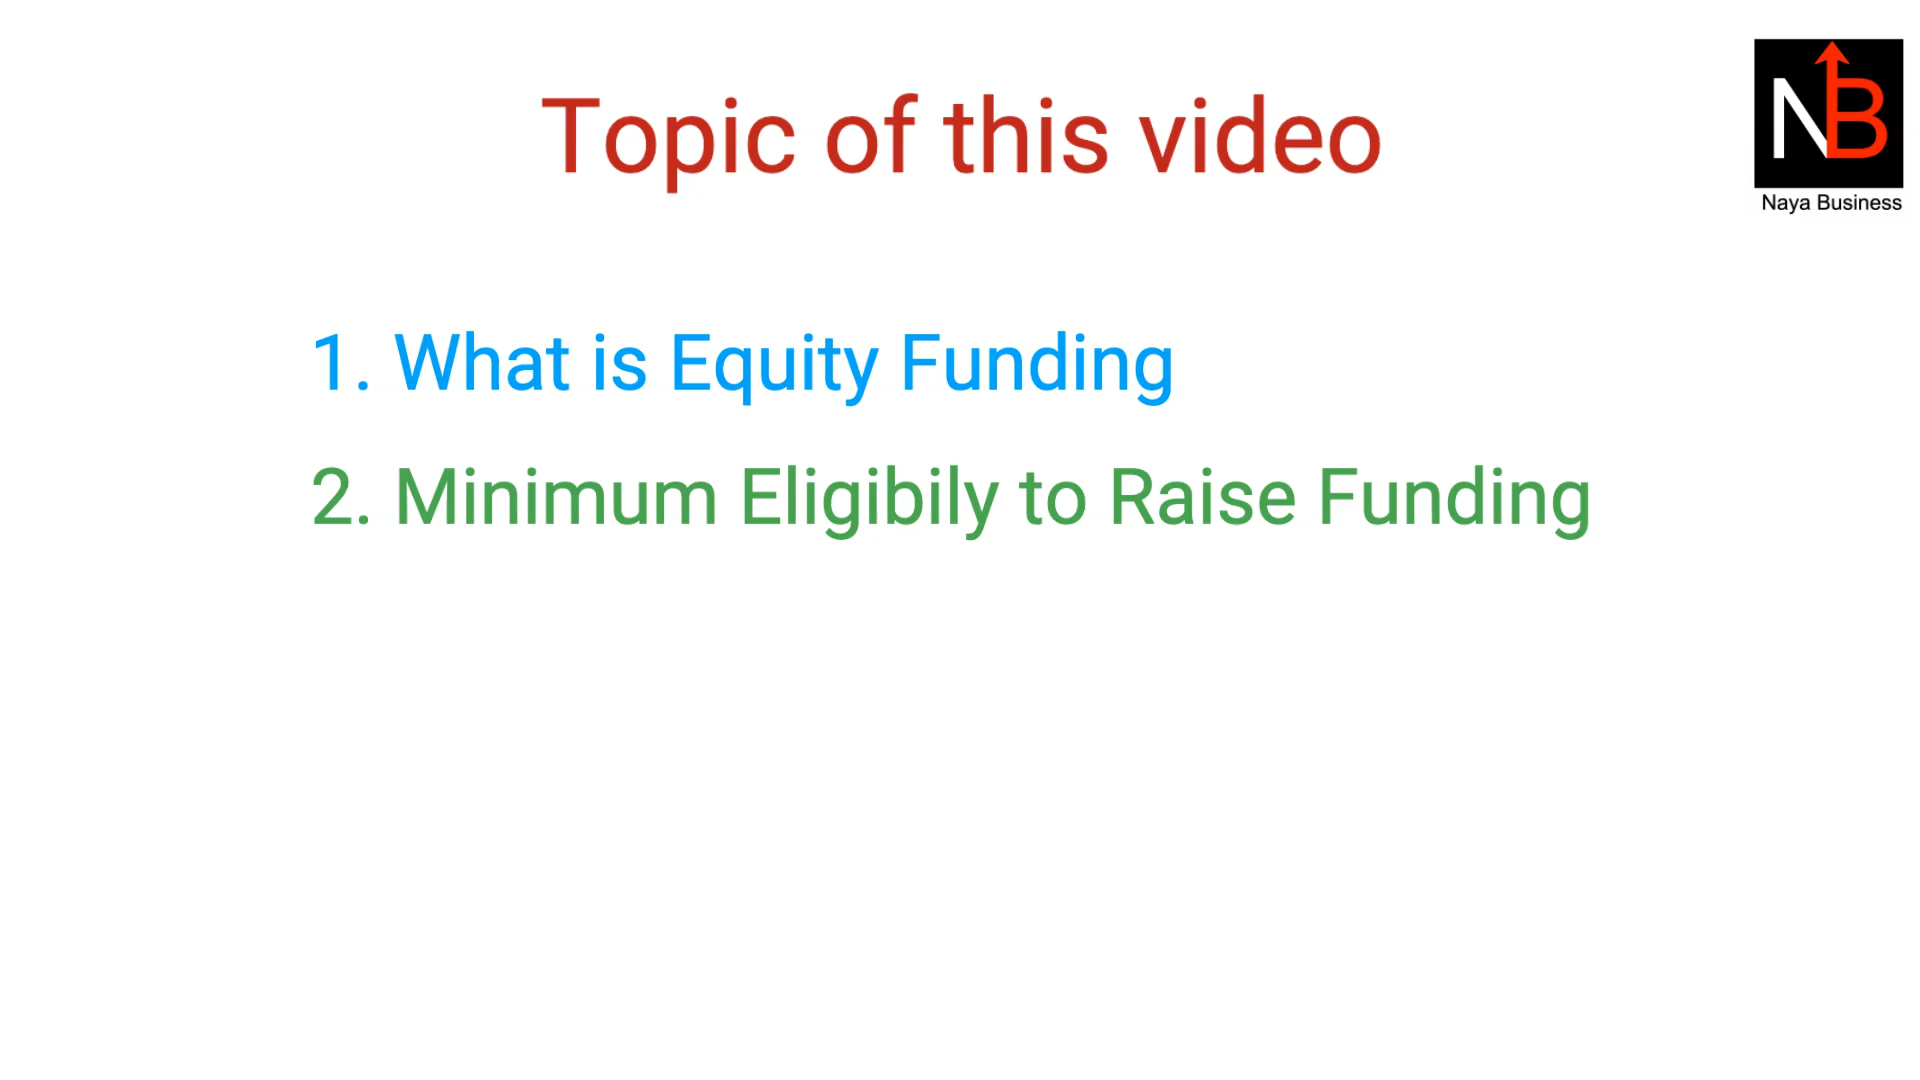 Topic of this video
NB
Naya Business
1. What is Equity Funding
2. Minimum Eligibily to Raise Funding